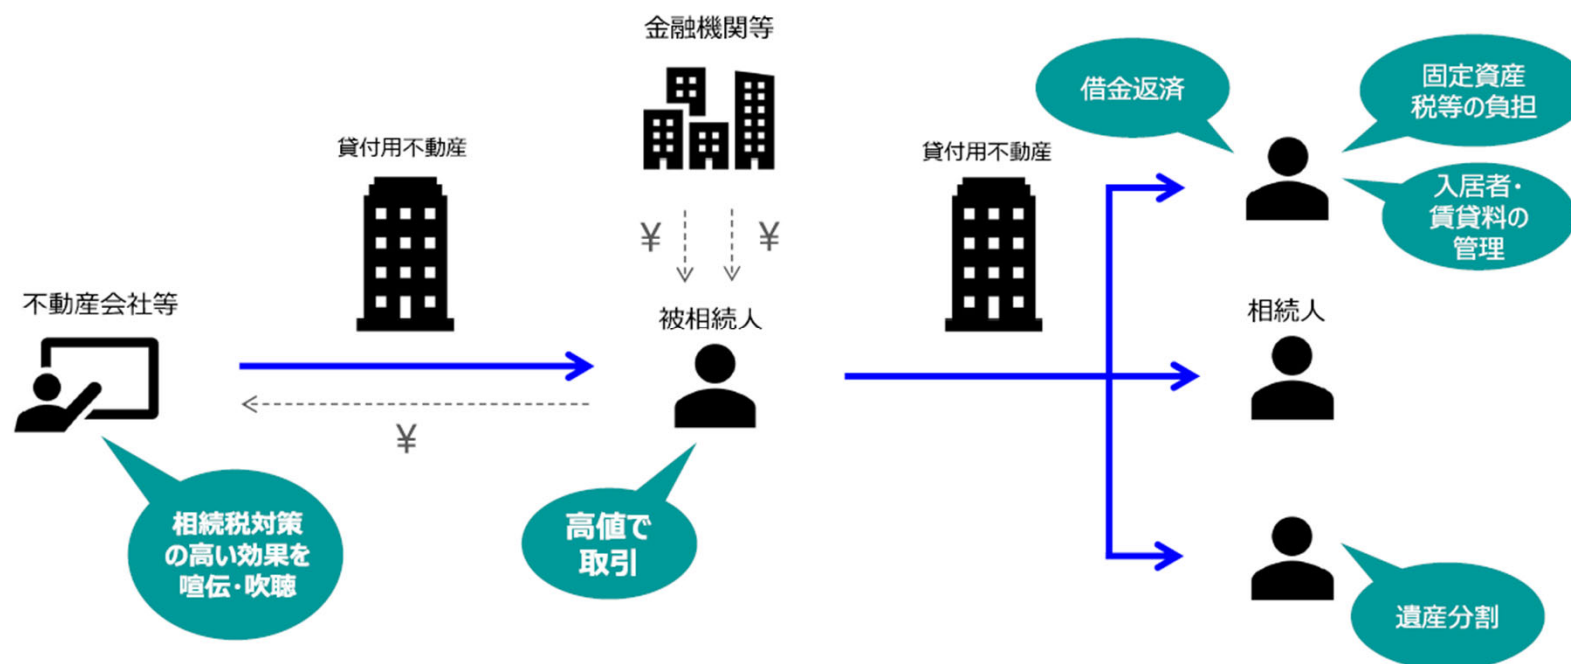 金融機関等
貸付用不動産
¥
¥
不動産会社等
被相続人
¥
相続税対策
の高い効果を
喧伝・吹聴
高値で
取引
貸付用不動産
借金返済
固定資産
税等の負担
入居者・
賃貸料の
管理
相続人
遺産分割